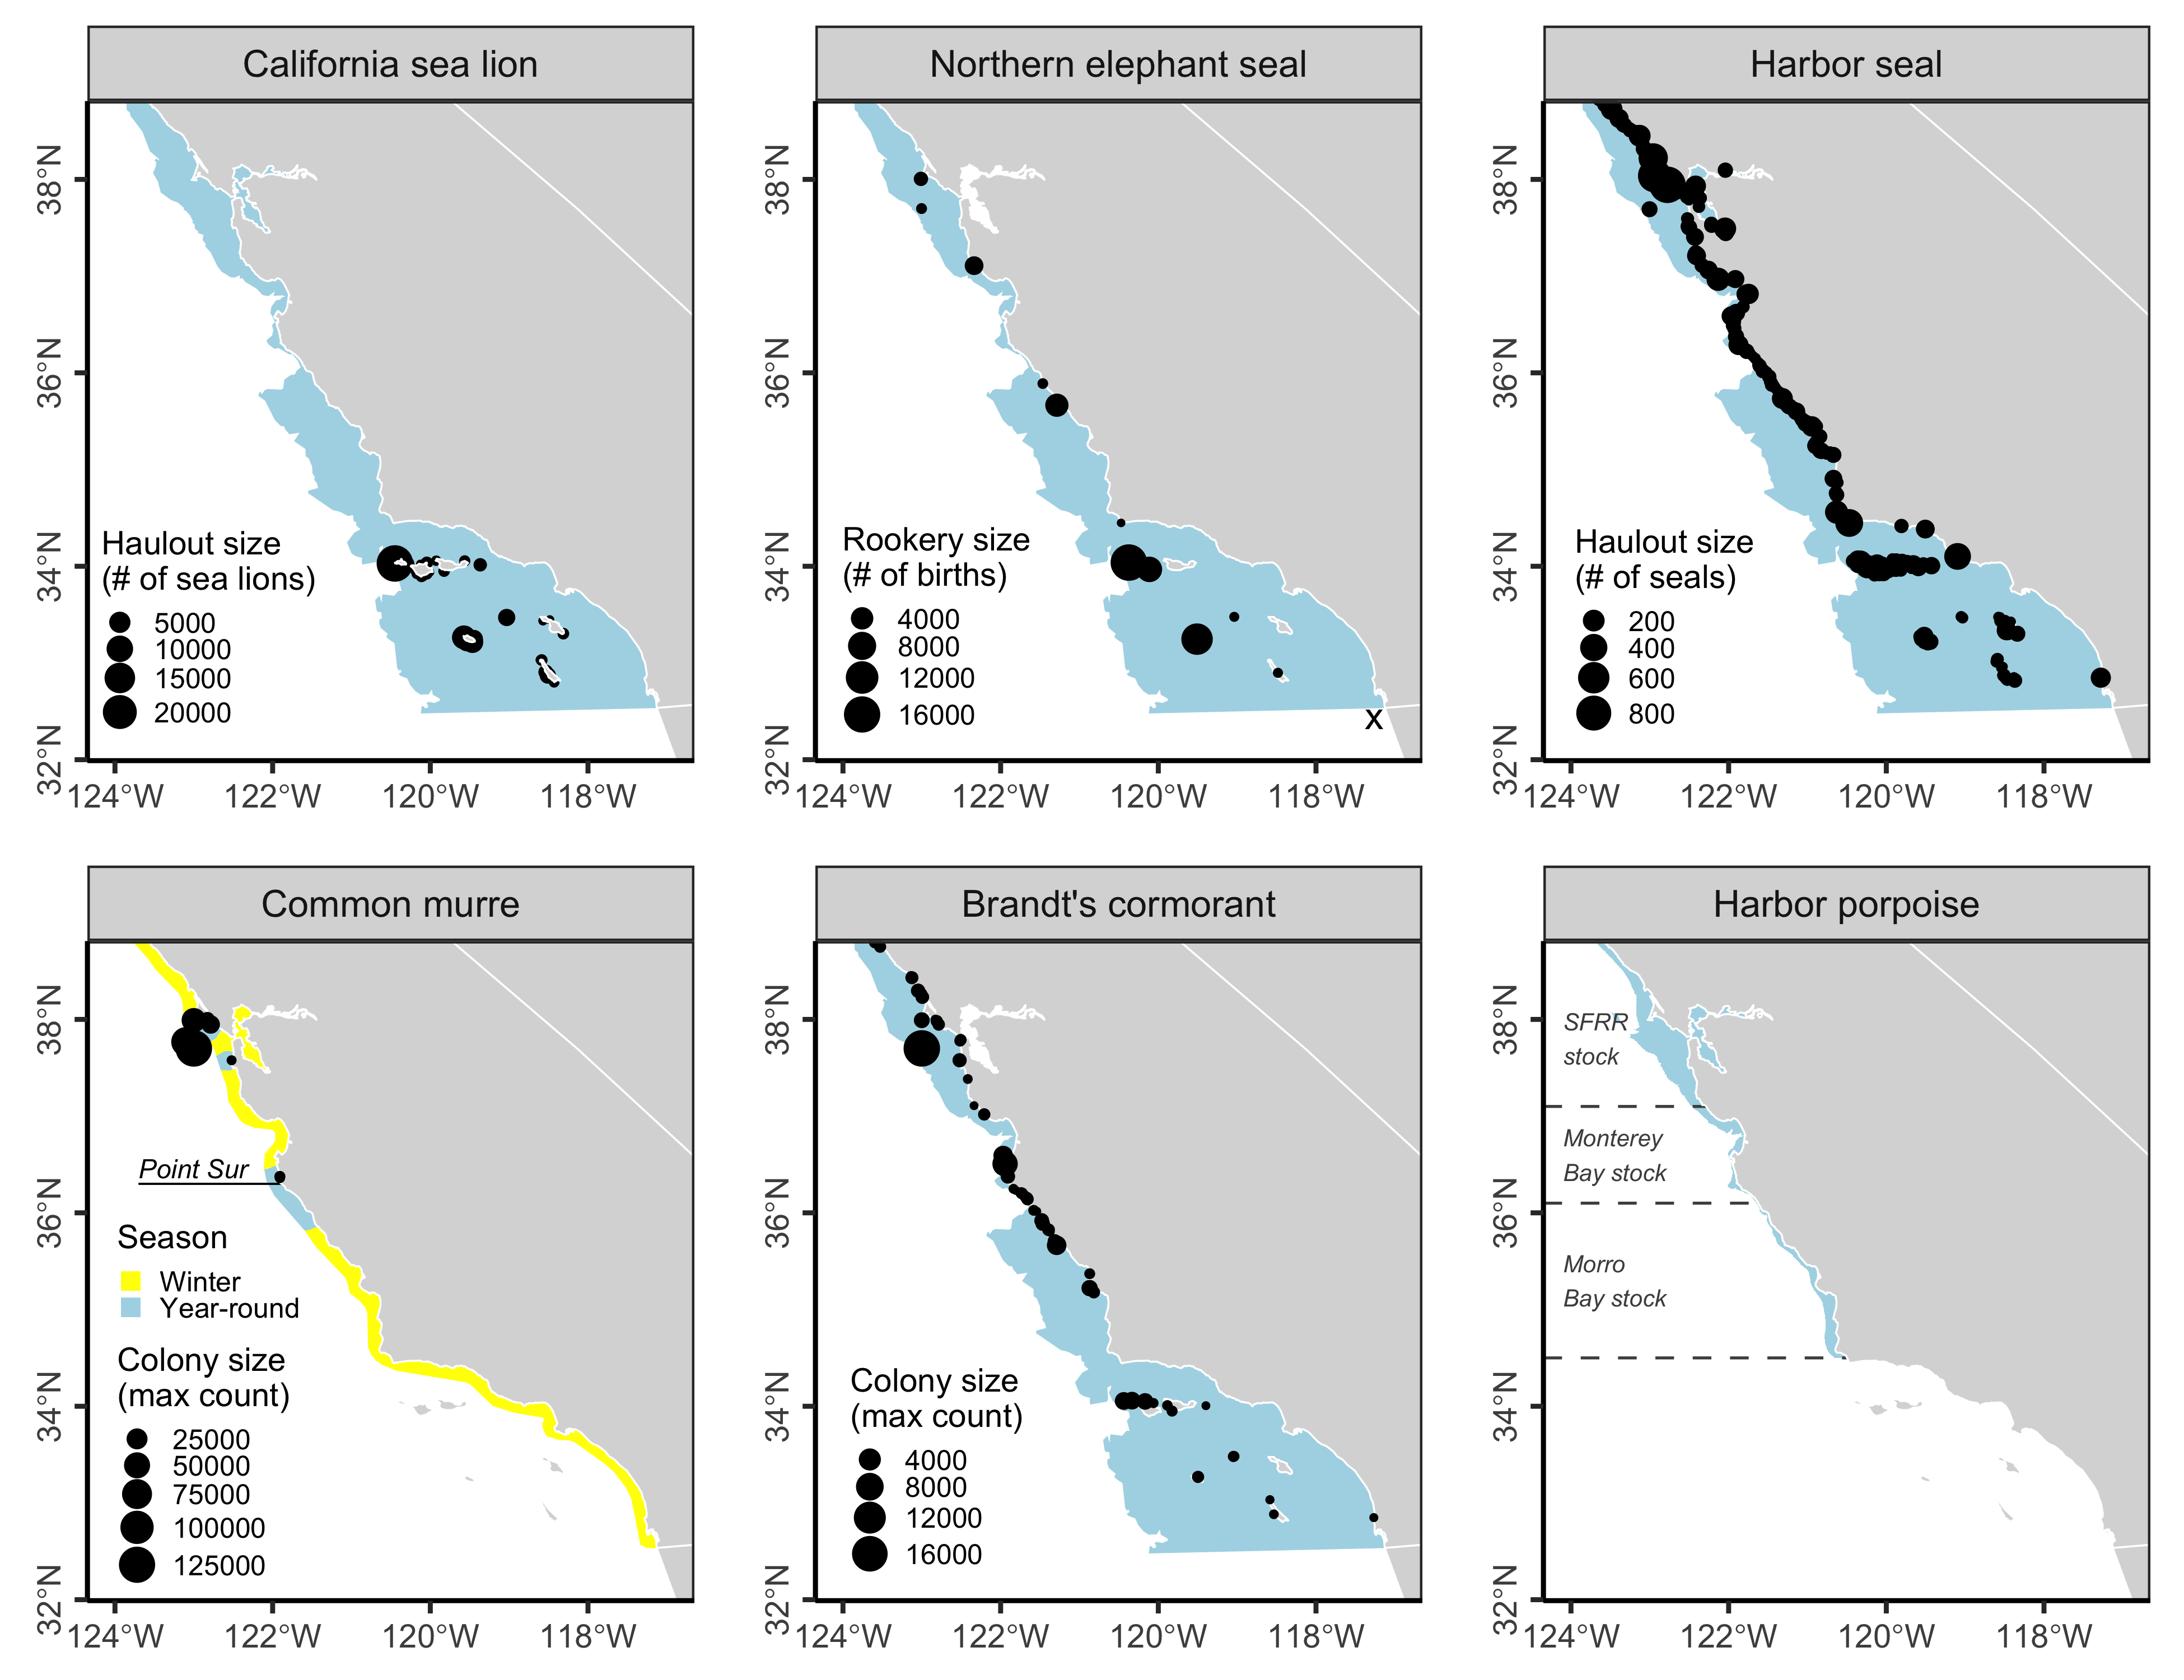 California sea lion
38°N
36°N
34°N
32°N
Haulout size
(# of sea lions)
5000
10000
15000
20000
124°W 122°W 120°W 118°W
Northern elephant seal
38°N
36°N
34°N
32°N
Rookery size
(# of births)
4000
8000
12000
16000
X
124°W 122°W 120°W 118°W
Harbor seal
38°N
36°N
34°N
32°N
Haulout size
(# of seals)
200
400
600
800
124°W 122°W 120°W 118°W
Common murre
38°N
36°N
34°N
32°N
Point Sur
Season
Winter
Year-round
Colony size
(max count)
25000
50000
75000
100000
125000
124°W 122°W 120°W 118°W
Brandt's cormorant
38°N
36°N
34°N
32°N
Colony size
(max count)
4000
8000
12000
16000
124°W 122°W 120°W 118°W
Harbor porpoise
38°N
36°N
34°N
32°N
SFRR
stock
Monterey
Bay stock
Morro
Bay stock
124°W 122°W 120°W 118°W